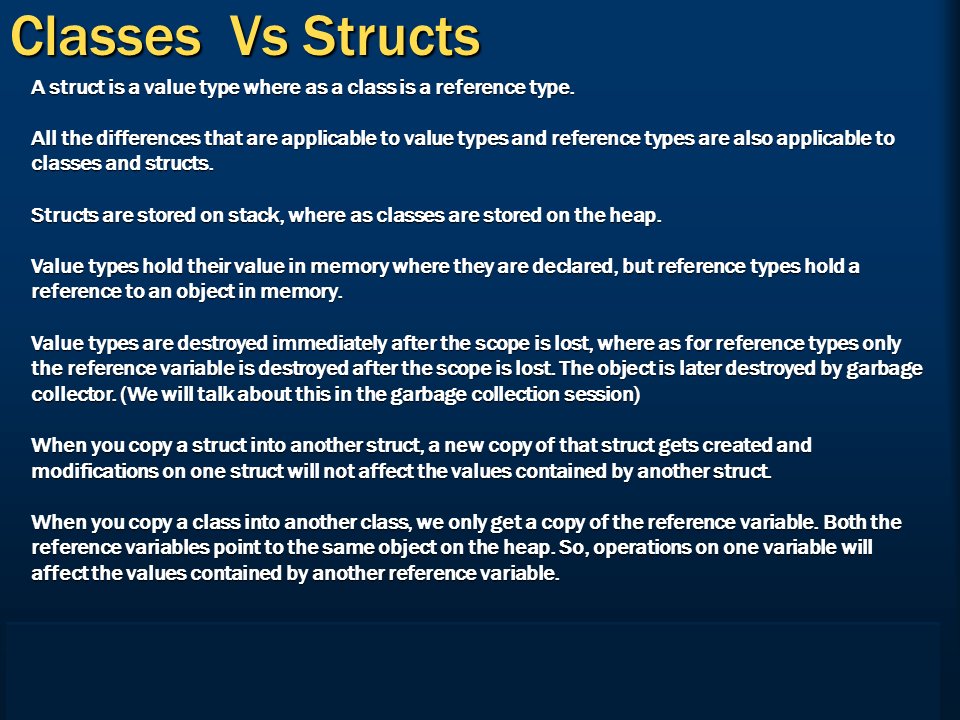 Classes Vs Structs
A struct is a value type where as a class is a reference type.
All the differences that are applicable to value types and reference types are also applicable to
classes and structs.
Structs are stored on stack, where as classes are stored on the heap.
Value types hold their value in memory where they are declared, but reference types hold a
reference to an object in memory.
Value types are destroyed immediately after the scope is lost, where as for reference types only
the reference variable is destroyed after the scope is lost. The object is later destroyed by garbage
collector. (We will talk about this in the garbage collection session)
When you copy a struct into another struct, a new copy of that struct gets created and
modifications on one struct will not affect the values contained by another struct.
When you copy a class into another class, we only get a copy of the reference variable. Both the
reference variables point to the same object on the heap. So, operations on one variable will
affect the values contained by another reference variable.